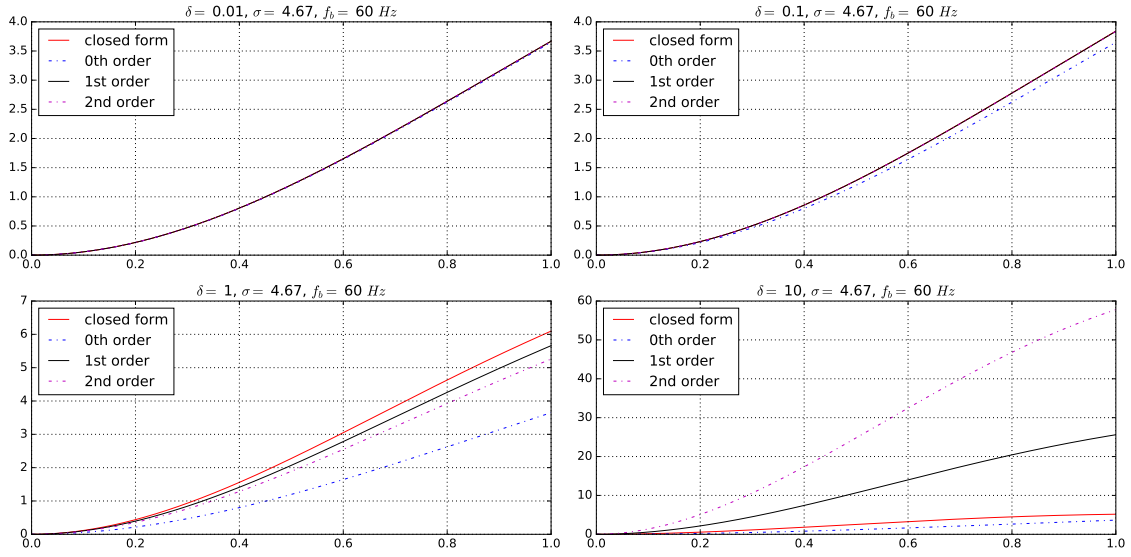 δ = 0.01, σ = 4.67, f_b = 60 Hz
4.0
3.5
3.0
2.5
2.0
1.5
1.0
0.5
0.0
closed form
0th order
1st order
2nd order
0.0 0.2 0.4 0.6 0.8 1.0
δ = 0.1, σ = 4.67, f_b = 60 Hz
4.0
3.5
3.0
2.5
2.0
1.5
1.0
0.5
0.0
closed form
0th order
1st order
2nd order
0.0 0.2 0.4 0.6 0.8 1.0
δ = 1, σ = 4.67, f_b = 60 Hz
7
6
5
4
3
2
1
0
closed form
0th order
1st order
2nd order
0.0 0.2 0.4 0.6 0.8 1.0
δ = 10, σ = 4.67, f_b = 60 Hz
60
50
40
30
20
10
0
closed form
0th order
1st order
2nd order
0.0 0.2 0.4 0.6 0.8 1.0